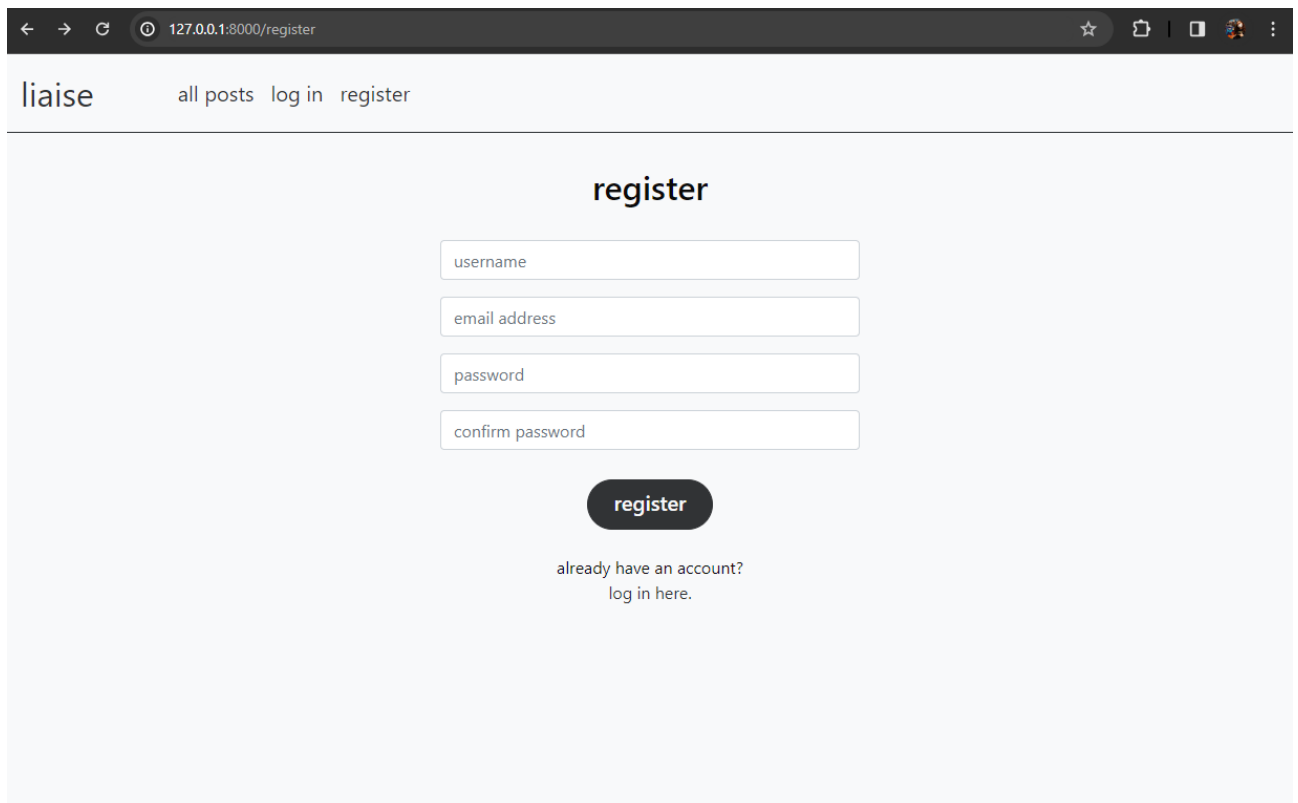 127.0.0.1:8000/register
liaise all posts log in register
register
username
email address
password
confirm password
register
already have an account?
log in here.